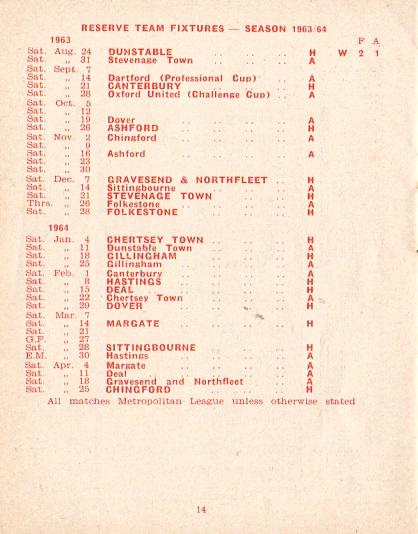 RESERVE TEAM FIXTURES — SEASON 1963/64
1963 F A
Sat. Aug. 24 DUNSTABLE .. .. .. H W 2 1
Sat. „ 31 Stevenage Town .. .. A
Sat. Sept. 7
Sat. „ 14 Dartford (Professional Cup) .. A
Sat. „ 21 CANTERBURY .. .. .. H
Sat. „ 28 Oxford United (Challenge Cup) .. A
Sat. Oct. 5
Sat. „ 12
Sat. „ 19 Dover .. .. .. A
Sat. „ 26 ASHFORD .. .. .. H
Sat. Nov. 2 Chingford .. .. .. A
Sat. „ 9
Sat. „ 16 Ashford .. .. .. A
Sat. „ 23
Sat. „ 30
Sat. Dec. 7 GRAVESEND & NORTHFLEET .. H
Sat. „ 14 Sittingbourne .. .. .. A
Sat. „ 21 STEVENAGE TOWN .. .. H
Thrs. „ 26 Folkestone .. .. .. A
Sat. „ 28 FOLKESTONE .. .. .. H
1964
Sat. Jan. 4 CHERTSEY TOWN .. .. H
Sat. „ 11 Dunstable Town .. .. A
Sat. „ 18 GILLINGHAM .. .. .. H
Sat. „ 25 Gillingham .. .. .. A
Sat. Feb. 1 Canterbury .. .. .. A
Sat. „ 8 HASTINGS .. .. .. H
Sat. „ 15 DEAL .. .. .. H
Sat. „ 22 Chertsey Town .. .. A
Sat. „ 29 DOVER .. .. .. H
Sat. Mar. 7
Sat. „ 14 MARGATE .. .. .. H
Sat. „ 21
G.F. „ 27
Sat. „ 28 SITTINGBOURNE .. .. H
E.M. „ 30 Hastings .. .. .. A
Sat. Apr. 4 Margate .. .. .. A
Sat. „ 11 Deal .. .. .. A
Sat. „ 18 Gravesend and Northfleet .. A
Sat. „ 25 CHINGFORD .. .. .. H
All matches Metropolitan League unless otherwise stated
14